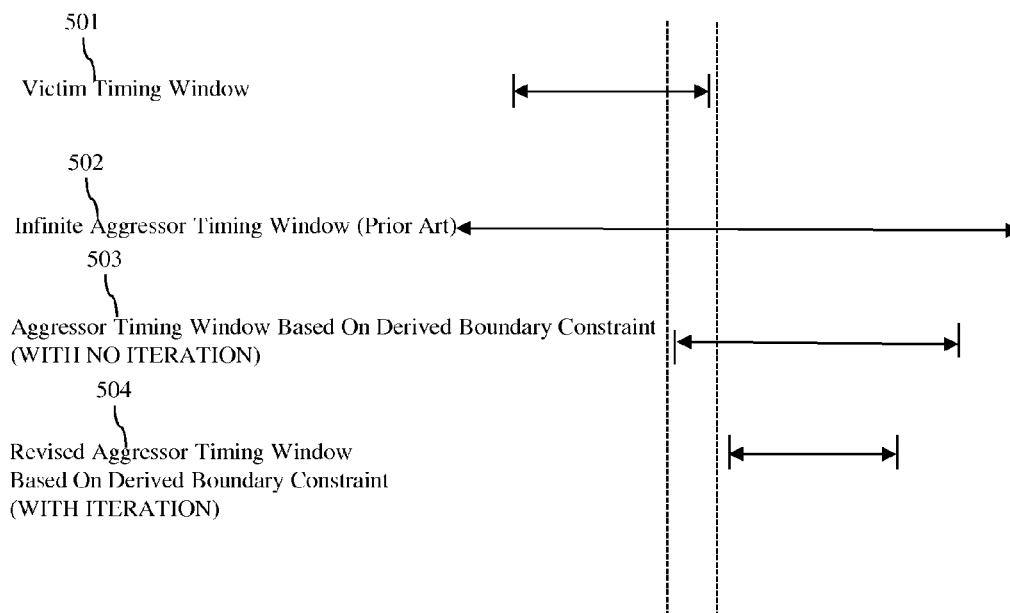 501
Victim Timing Window
502
Infinite Aggressor Timing Window (Prior Art)
503
Aggressor Timing Window Based On Derived Boundary Constraint
(WITH NO ITERATION)
504
Revised Aggressor Timing Window
Based On Derived Boundary Constraint
(WITH ITERATION)